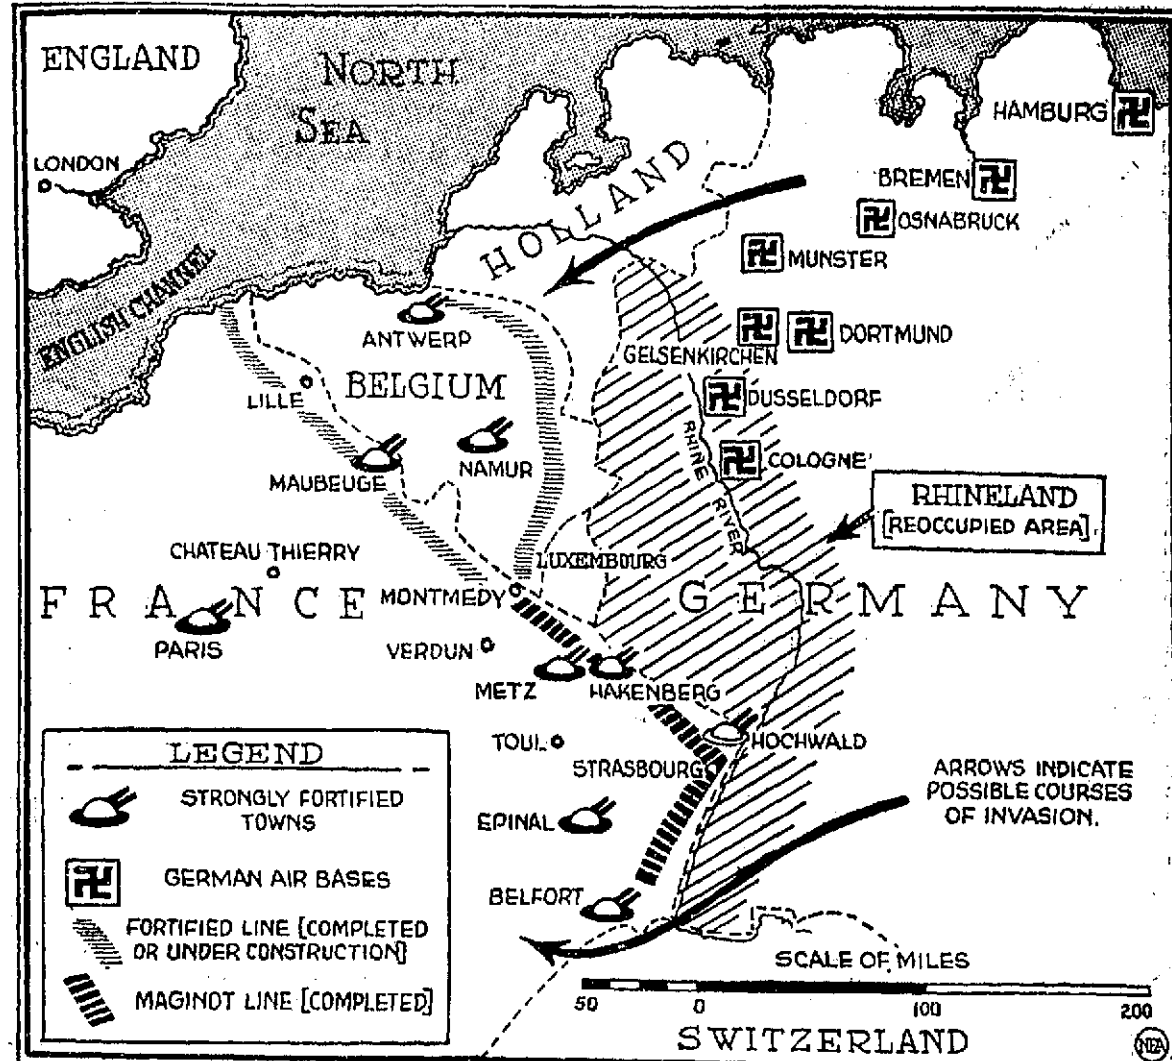 ENGLAND
NORTH
SEA
HAMBURG
LONDON
BREMEN
OSNABRUCK
HOLLAND
MUNSTER
ENGLISH CHANNEL
ANTWERP
DORTMUND
GELSENKIRCHEN
BELGIUM
LILLE
DUSSELDORF
NAMUR
MAUBEUGE
COLOGNE
RHINE
RIVER
RHINELAND
[REOCCUPIED AREA]
CHATEAU THIERRY
LUXEMBOURG
MONTMEDY
FRANCE
GERMANY
PARIS
VERDUN
METZ
HAKENBERG
HOCHWALD
TOUL
STRASBOURG
EPINAL
BELFORT
ARROWS INDICATE
POSSIBLE COURSES
OF INVASION.
LEGEND
STRONGLY FORTIFIED
TOWNS
GERMAN AIR BASES
FORTIFIED LINE [COMPLETED
OR UNDER CONSTRUCTION]
MAGINOT LINE [COMPLETED]
SCALE OF MILES
50 0 100 200
SWITZERLAND
NEA